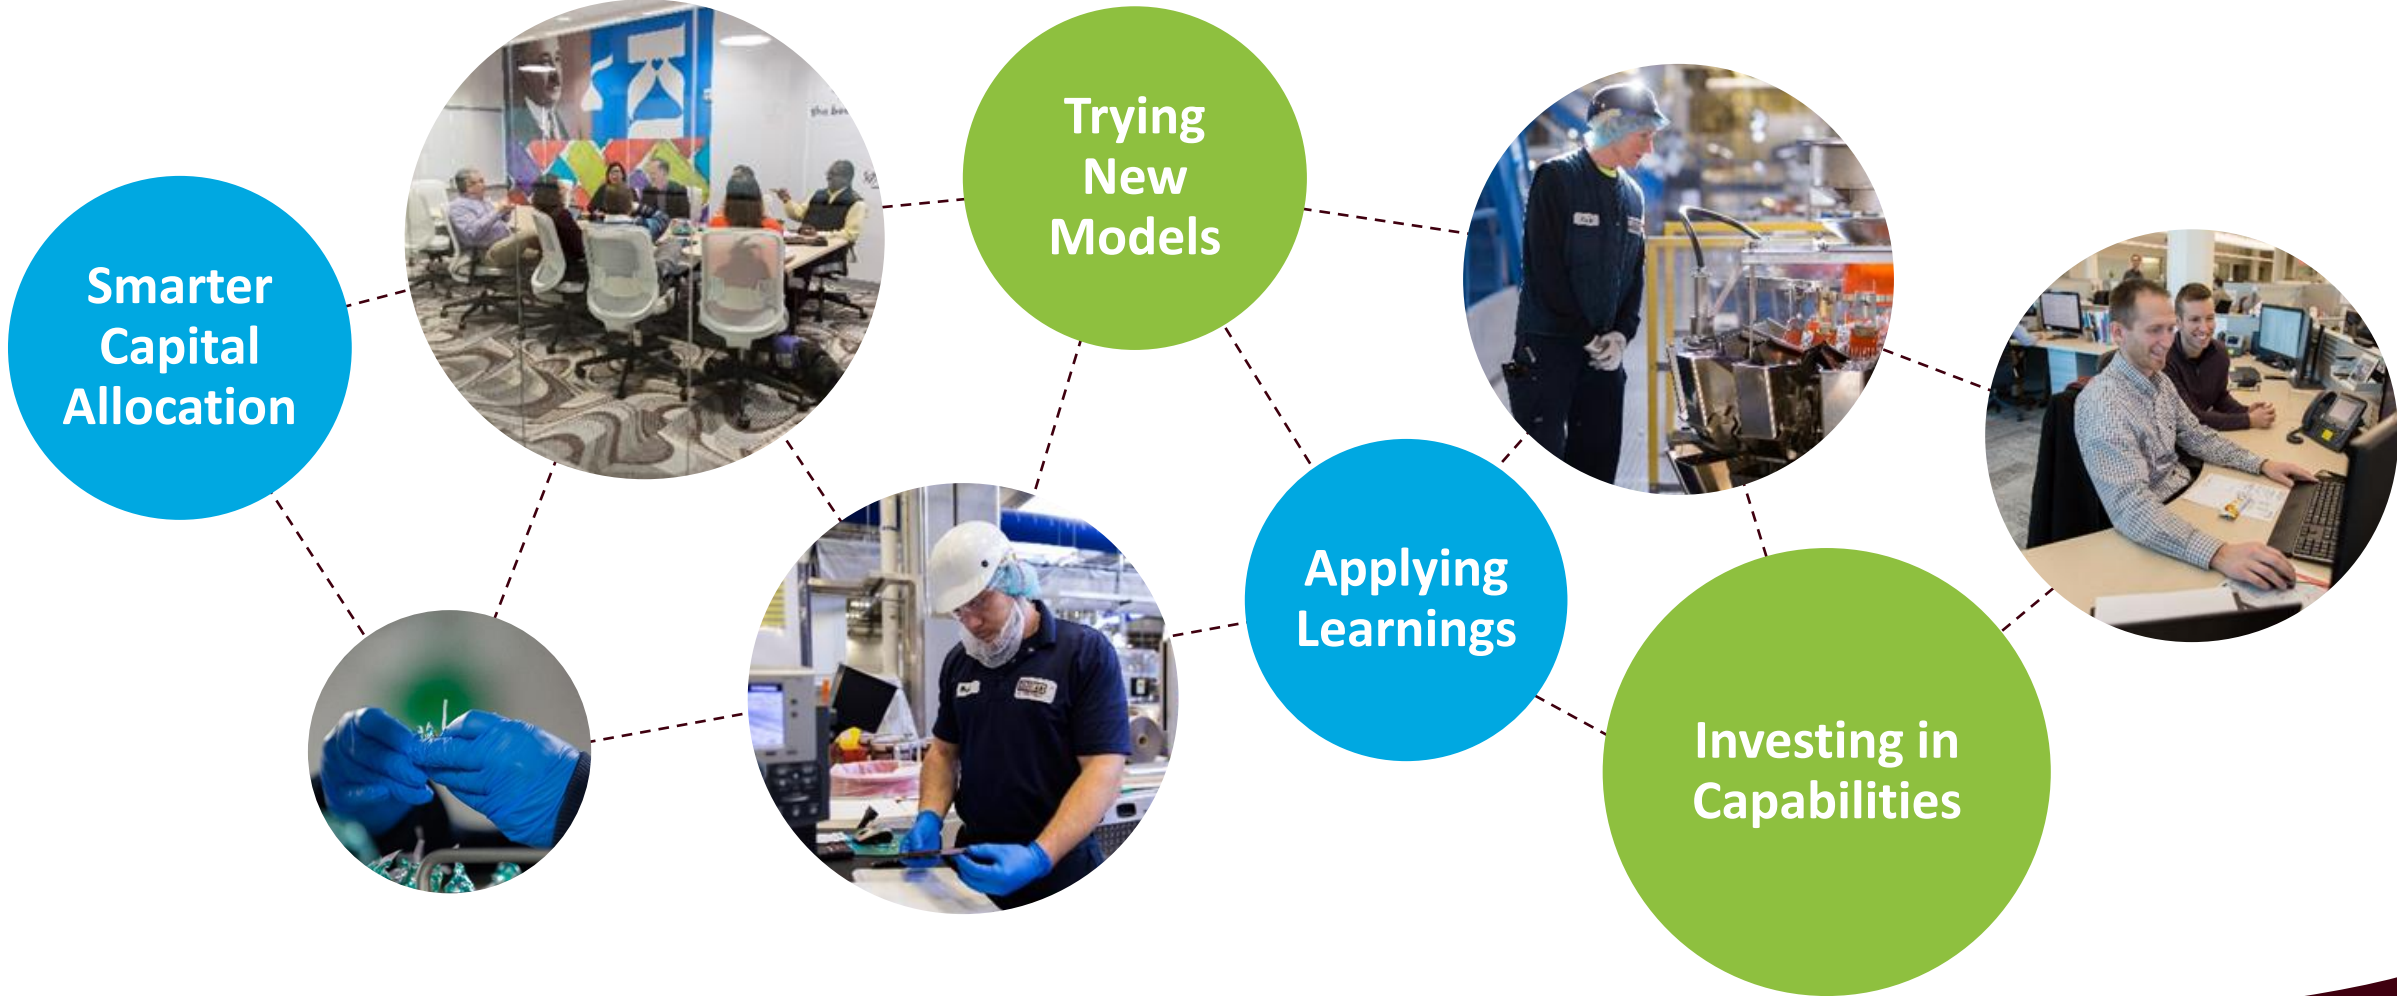 Smarter
Capital
Allocation
Trying
New
Models
Applying
Learnings
Investing in
Capabilities